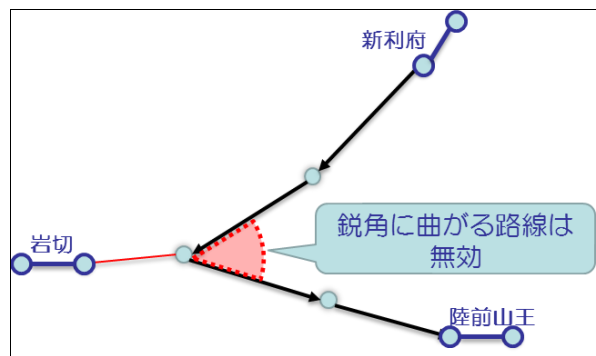 新利府
岩切
鋭角に曲がる路線は
無効
陸前山王